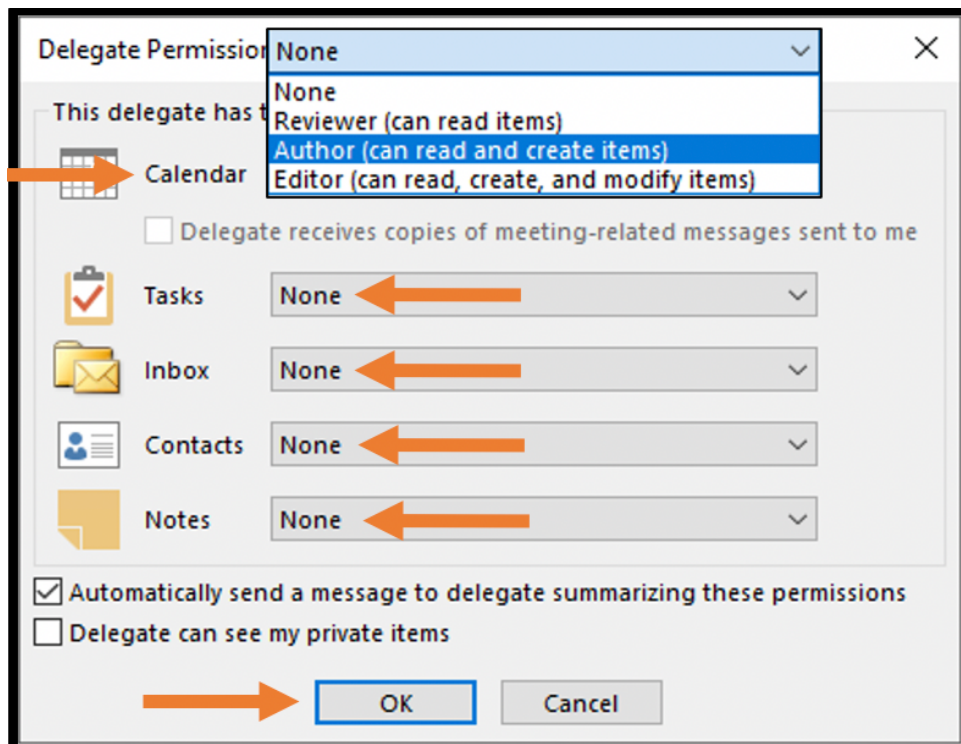 Delegate Permission
None
None
This delegate has t
Reviewer (can read items)
Author (can read and create items)
Calendar
Editor (can read, create, and modify items)
Delegate receives copies of meeting-related messages sent to me
Tasks None
Inbox None
Contacts None
Notes None
Automatically send a message to delegate summarizing these permissions
Delegate can see my private items
OK Cancel